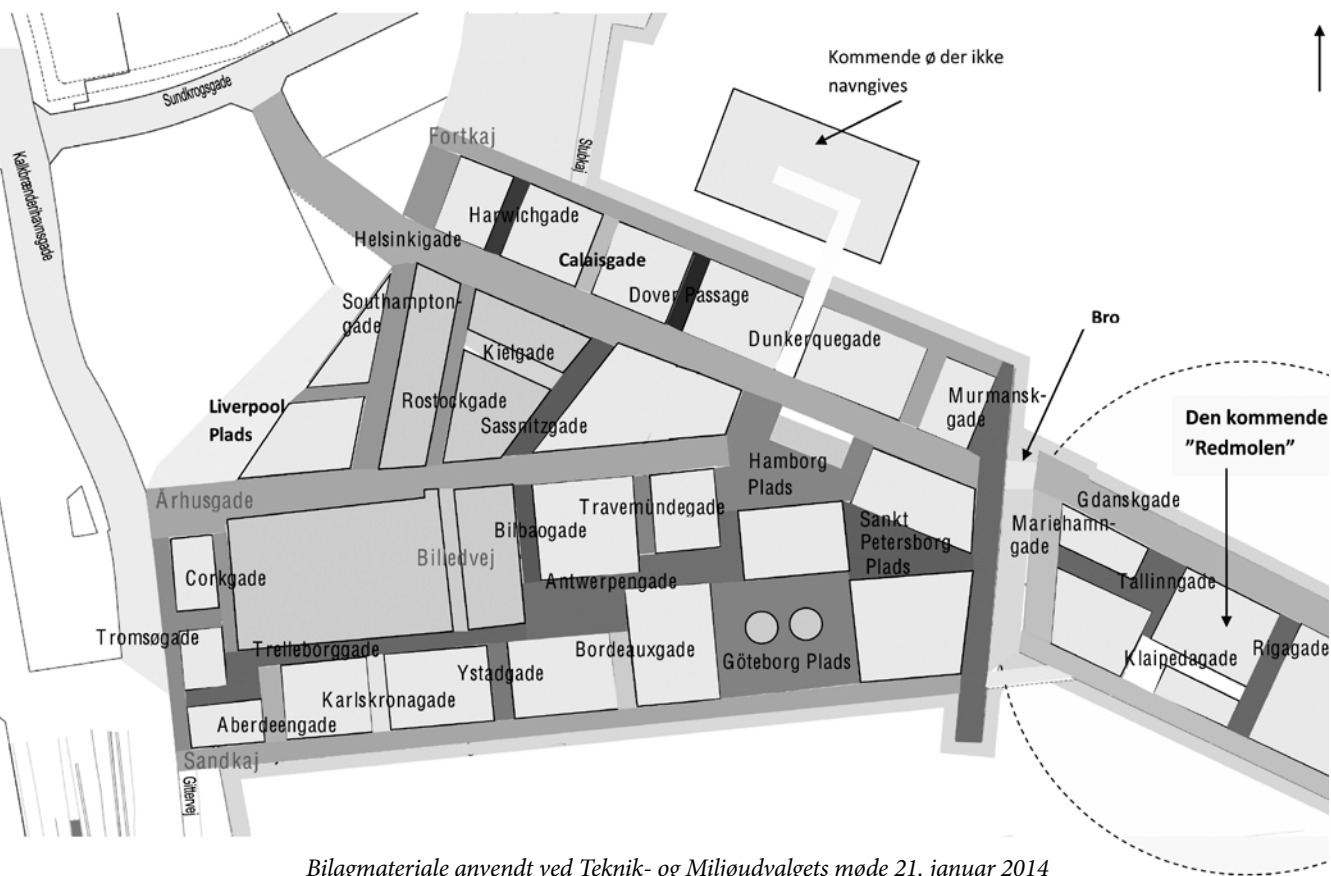 Kommende ø der ikke
navngives
Sundkrogsgade
Kalkbrænderihavnsgade
Fortkaj
Stubkaj
Harwichgade
Helsinkigade
Calaisgade
Dover Passage
Southampton-
gade
Dunkerquegade
Bro
Kielgade
Murmansk-
gade
Liverpool
Plads
Rostockgade
Sassnitzgade
Den kommende
”Redmolen”
Hamborg
Plads
Århusgade
Gdanskgade
Travemündegade
Bilbaogade
Sankt
Petersborg
Plads
Mariehamn-
gade
Billedvej
Corkgade
Antwerpengade
Tallinngade
Tromsøgade
Trelleborggade
Bordeauxgade
Göteborg Plads
Klaipedagade
Rigagade
Ystadgade
Karlskronagade
Aberdeengade
Sandkaj
Gittervej
Bilagmateriale anvendt ved Teknik- og Miljøudvalgets møde 21. januar 2014